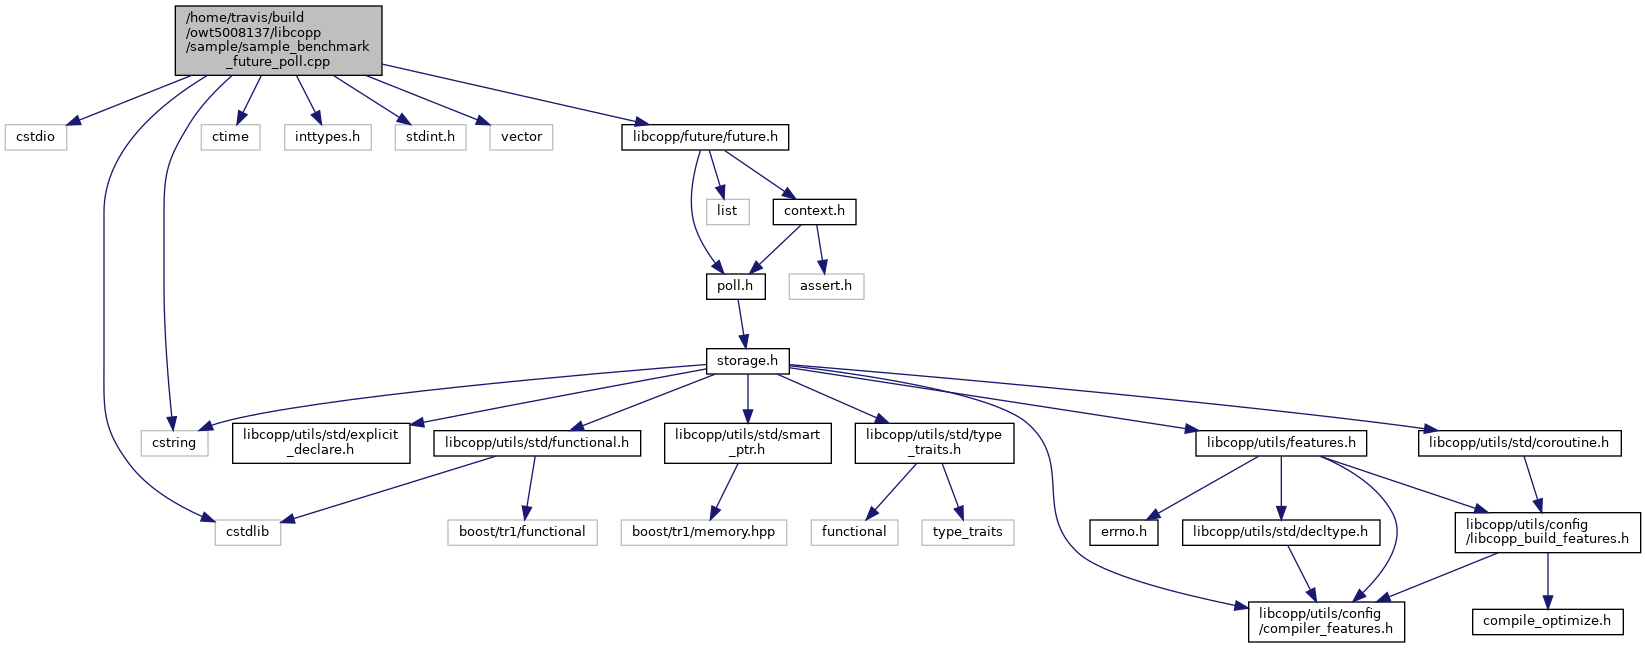 /home/travis/build
/owt5008137/libcopp
/sample/sample_benchmark
_future_poll.cpp
cstdio
ctime
inttypes.h
stdint.h
vector
libcopp/future/future.h
list
context.h
poll.h
assert.h
storage.h
cstring
libcopp/utils/std/explicit
_declare.h
libcopp/utils/std/functional.h
libcopp/utils/std/smart
_ptr.h
libcopp/utils/std/type
_traits.h
libcopp/utils/features.h
libcopp/utils/std/coroutine.h
cstdlib
boost/tr1/functional
boost/tr1/memory.hpp
functional
type_traits
errno.h
libcopp/utils/std/decltype.h
libcopp/utils/config
/libcopp_build_features.h
libcopp/utils/config
/compiler_features.h
compile_optimize.h